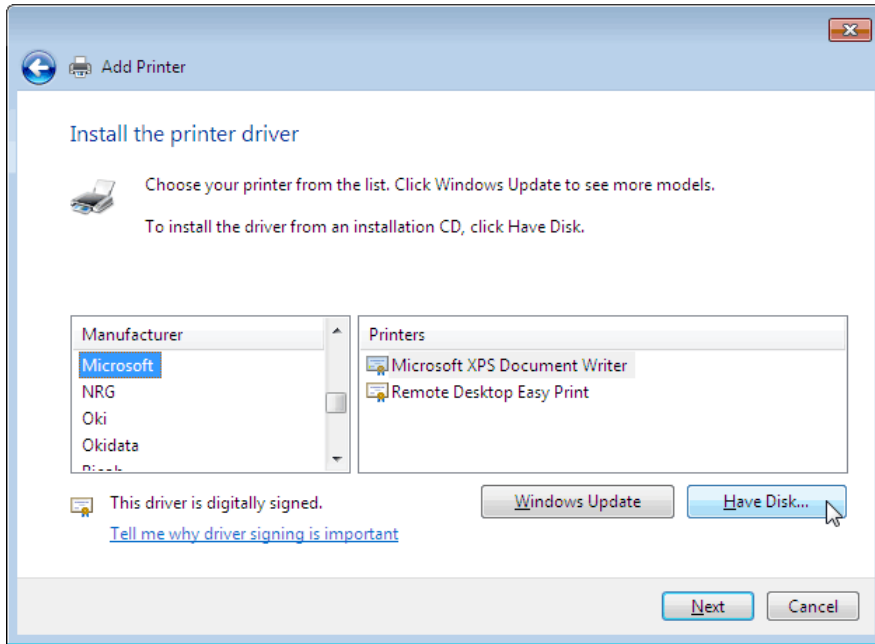 Add Printer
Install the printer driver
Choose your printer from the list. Click Windows Update to see more models.
To install the driver from an installation CD, click Have Disk.
Manufacturer
Microsoft
NRG
Oki
Okidata
Printers
Microsoft XPS Document Writer
Remote Desktop Easy Print
This driver is digitally signed.
Tell me why driver signing is important
Windows Update
Have Disk...
Next
Cancel